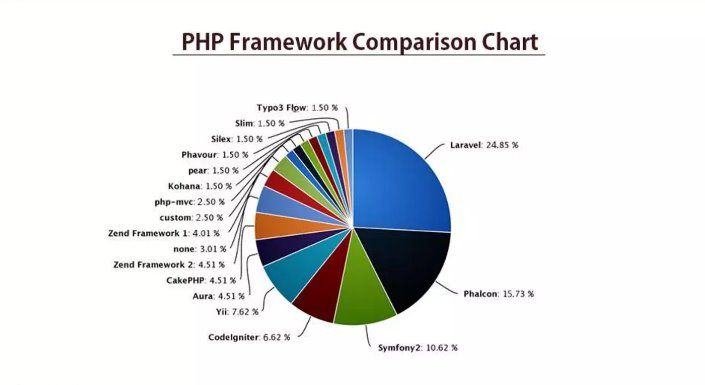 PHP Framework Comparison Chart
Typo3 Flow: 1.50 %
Slim: 1.50 %
Silex: 1.50 %
Phavour: 1.50 %
pear: 1.50 %
Kohana: 1.50 %
php-mvc: 2.50 %
custom: 2.50 %
Zend Framework 1: 4.01 %
none: 3.01 %
Zend Framework 2: 4.51 %
CakePHP: 4.51 %
Aura: 4.51 %
Yii: 7.62 %
CodeIgniter: 6.62 %
Symfony2: 10.62 %
Phalcon: 15.73 %
Laravel: 24.85 %